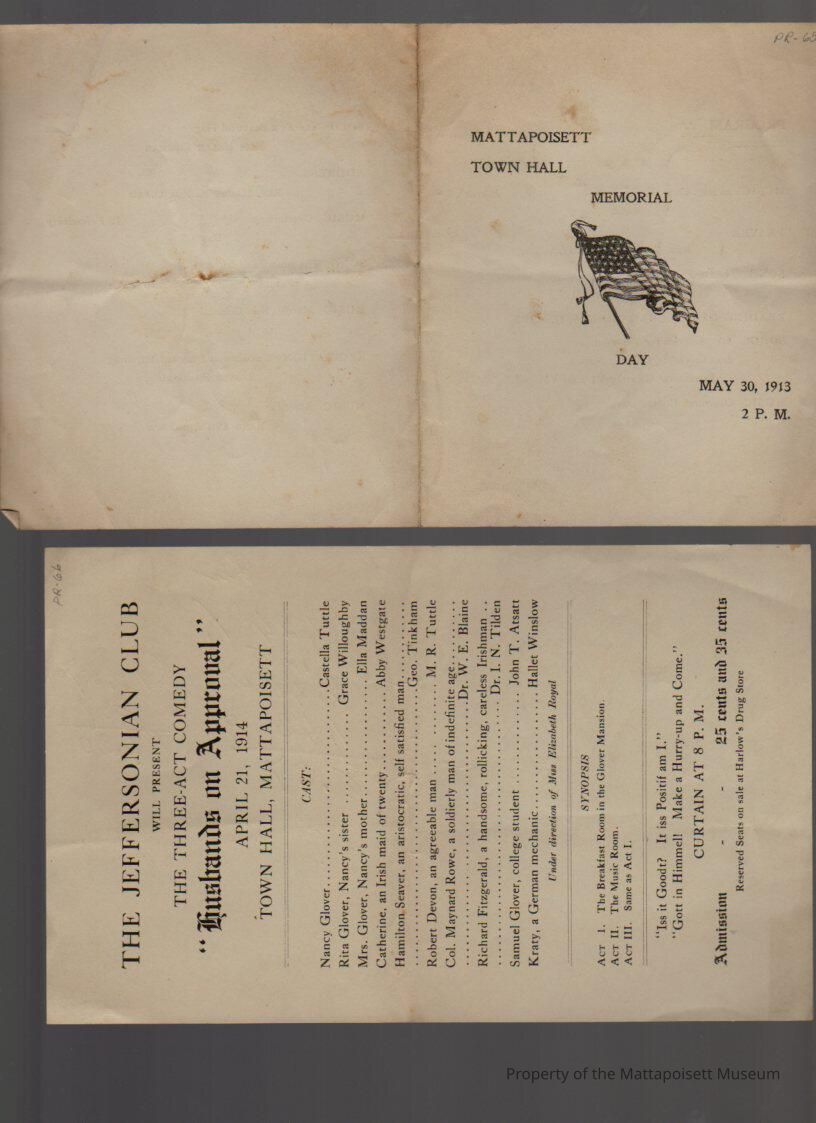 PR-65
MATTAPOISETT
TOWN HALL
MEMORIAL
DAY
MAY 30, 1913
2 P. M.
PR-66
THE JEFFERSONIAN CLUB
WILL PRESENT
THE THREE-ACT COMEDY
"Husbands on Approval"
APRIL 21, 1914
TOWN HALL, MATTAPOISETT
CAST:
Nancy Glover..............................Castella Tuttle
Rita Glover, Nancy's sister ............. Grace Willoughby
Mrs. Glover, Nancy's mother.................. Ella Maddan
Catherine, an Irish maid of twenty.......... Abby Westgate
Hamilton Seaver, an aristocratic, self satisfied man............
........................................Geo. Tinkham
Robert Devon, an agreeable man ........ M. R. Tuttle
Col. Maynard Rowe, a soldierly man of indefinite age.........
........................................Dr. W. E. Blaine
Richard Fitzgerald, a handsome, rollicking, careless Irishman ..
........................................ Dr. I. N. Tilden
Samuel Glover, college student ............ John T. Atsatt
Kraty, a German mechanic................... Hallet Winslow
Under direction of Miss Elizabeth Royal
SYNOPSIS
ACT I. The Breakfast Room in the Glover Mansion.
ACT II. The Music Room.
ACT III. Same as Act I.
"Iss it Goodt? It iss Positif am I."
"Gott in Himmel! Make a Hurry-up and Come."
CURTAIN AT 8 P. M.
Admission - - 25 cents and 35 cents
Reserved Seats on sale at Harlow's Drug Store
Property of the Mattapoisett Museum